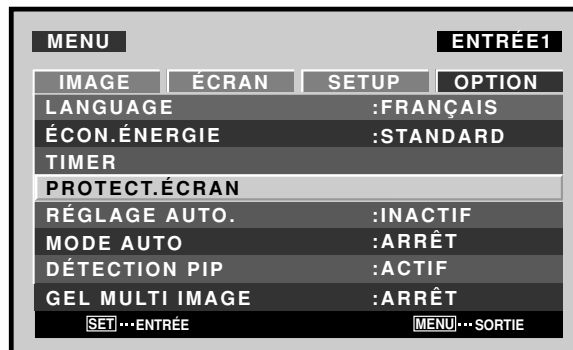 MENU ENTRÉE1
IMAGE ÉCRAN SETUP OPTION
LANGUAGE :FRANÇAIS
ÉCON.ÉNERGIE :STANDARD
TIMER
PROTECT.ÉCRAN
RÉGLAGE AUTO. :INACTIF
MODE AUTO :ARRÊT
DÉTECTION PIP :ACTIF
GEL MULTI IMAGE :ARRÊT
SET···ENTRÉE MENU···SORTIE